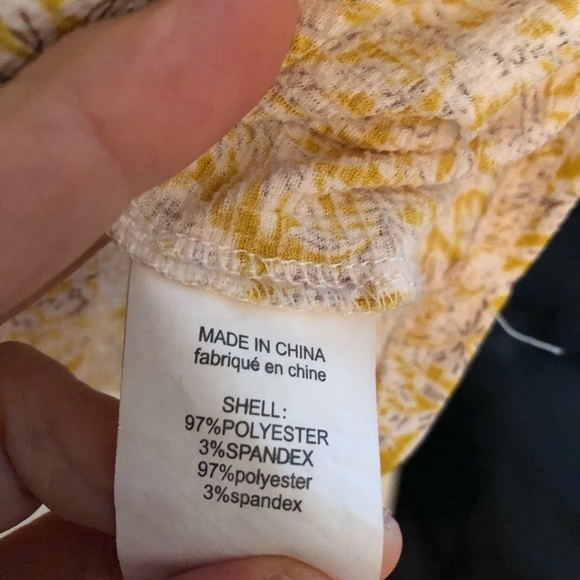 MADE IN CHINA
fabriqué en chine
SHELL:
97%POLYESTER
3%SPANDEX
97%polyester
3%spandex